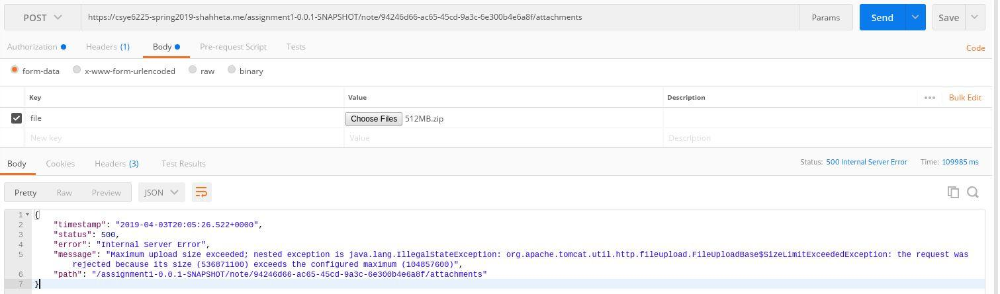 POST https://csye6225-spring2019-shahheta.me/assignment1-0.0.1-SNAPSHOT/note/94246d66-ac65-45cd-9a3c-6e300b4e6a8f/attachments Params Send Save
Authorization Headers (1) Body Pre-request Script Tests Code
form-data x-www-form-urlencoded raw binary
Key Value Description ••• Bulk Edit
file Choose Files 512MB.zip
New key Value Description
Body Cookies Headers (3) Test Results Status: 500 Internal Server Error Time: 109985 ms
Pretty Raw Preview JSON
1 {
2 "timestamp": "2019-04-03T20:05:26.522+0000",
3 "status": 500,
4 "error": "Internal Server Error",
5 "message": "Maximum upload size exceeded; nested exception is java.lang.IllegalStateException: org.apache.tomcat.util.http.fileupload.FileUploadBase$SizeLimitExceededException: the request was
rejected because its size (536871100) exceeds the configured maximum (104857600)",
6 "path": "/assignment1-0.0.1-SNAPSHOT/note/94246d66-ac65-45cd-9a3c-6e300b4e6a8f/attachments"
7 }